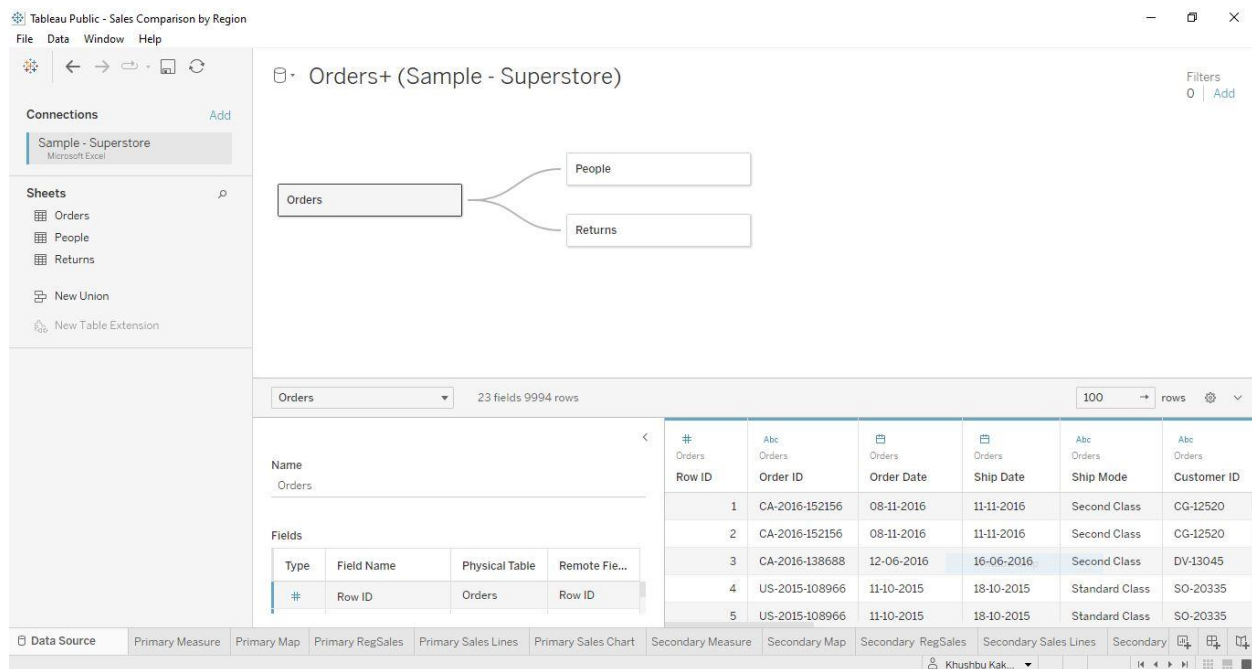 Tableau Public - Sales Comparison by Region
File Data Window Help
Connections Add
Sample - Superstore
Microsoft Excel
Sheets
Orders
People
Returns
New Union
New Table Extension
Orders+ (Sample - Superstore)
Filters
0 | Add
Orders
People
Returns
Orders 23 fields 9994 rows 100 → rows
Name
Orders
Fields
Type Field Name Physical Table Remote Fie...
# Row ID Orders Row ID
# Abc Abc Abc
Orders Orders Orders Orders Orders Orders
Row ID Order ID Order Date Ship Date Ship Mode Customer ID
1 CA-2016-152156 08-11-2016 11-11-2016 Second Class CG-12520
2 CA-2016-152156 08-11-2016 11-11-2016 Second Class CG-12520
3 CA-2016-138688 12-06-2016 16-06-2016 Second Class DV-13045
4 US-2015-108966 11-10-2015 18-10-2015 Standard Class SO-20335
5 US-2015-108966 11-10-2015 18-10-2015 Standard Class SO-20335
Data Source Primary Measure Primary Map Primary RegSales Primary Sales Lines Primary Sales Chart Secondary Measure Secondary Map Secondary RegSales Secondary Sales Lines Secondary
Khushbu Kak...